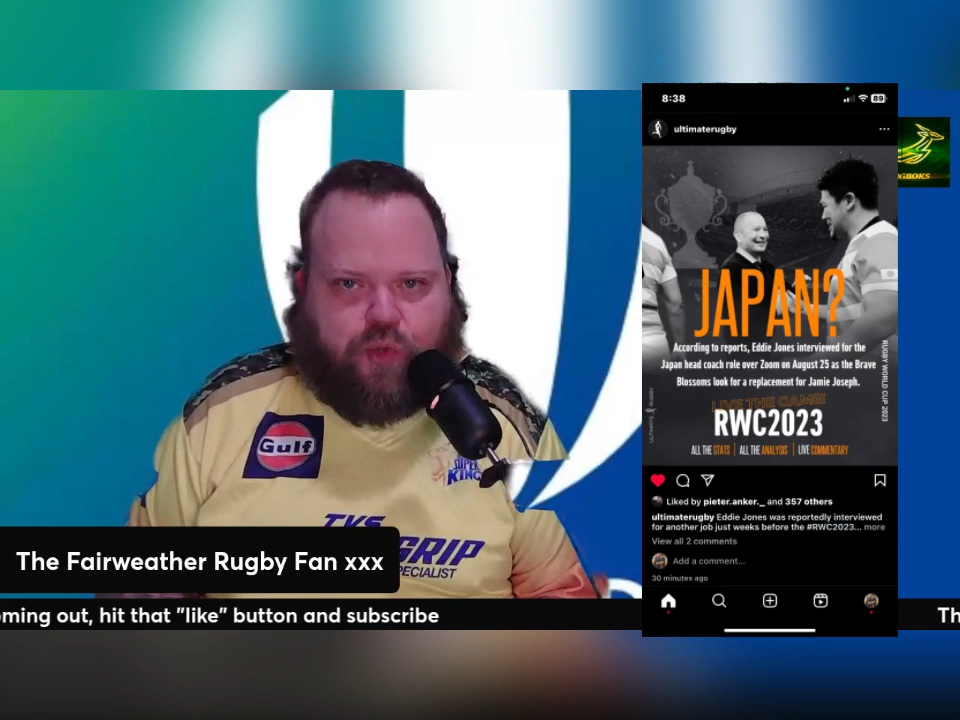 8:38
89
ultimaterugby
JAPAN?
According to reports, Eddie Jones interviewed for the
Japan head coach role over Zoom on August 25 as the Brave
Blossoms look for a replacement for Jamie Joseph.
RUGBY WORLD CUP 2023
LIVE THE GAME!
RWC2023
ALL THE STATS | ALL THE ANALYSIS | LIVE COMMENTARY
Liked by pieter.anker._ and 357 others
ultimaterugby Eddie Jones was reportedly interviewed
for another job just weeks before the #RWC2023... more
View all 2 comments
Add a comment...
30 minutes ago
Gulf
SUPER
KING
TVS
GRIP
PECIALIST
The Fairweather Rugby Fan xxx
oming out, hit that "like" button and subscribe
Th
GBOKS